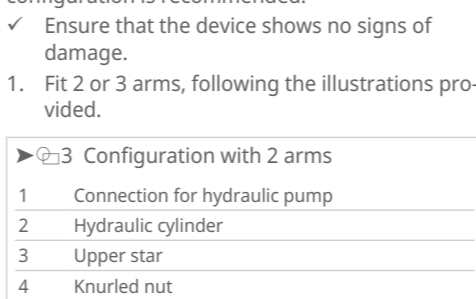 configuration is recommended.
✓ Ensure that the device shows no signs of
damage.
1. Fit 2 or 3 arms, following the illustrations pro-
vided.
➤3 Configuration with 2 arms
1 Connection for hydraulic pump
2 Hydraulic cylinder
3 Upper star
4 Knurled nut